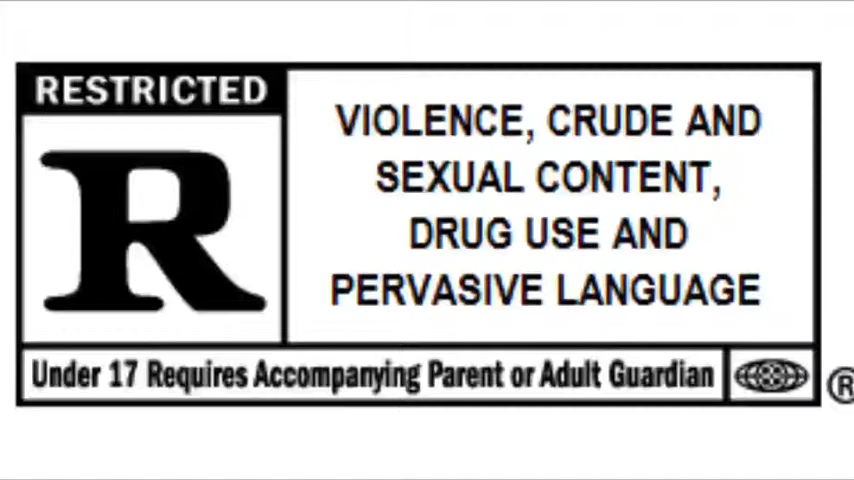 RESTRICTED
R
VIOLENCE, CRUDE AND
SEXUAL CONTENT,
DRUG USE AND
PERVASIVE LANGUAGE
Under 17 Requires Accompanying Parent or Adult Guardian
®